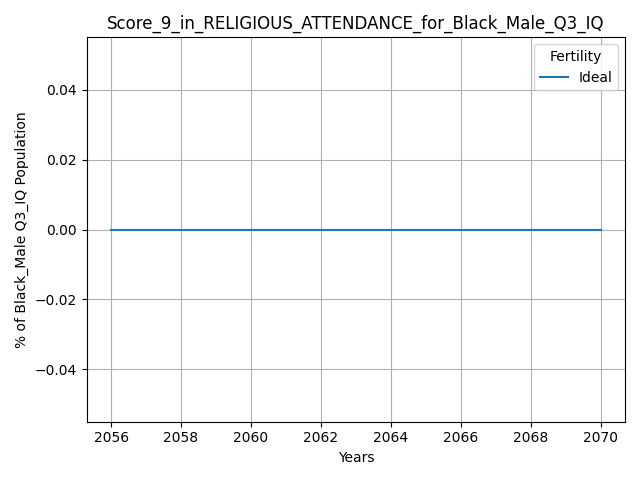 Score_9_in_RELIGIOUS_ATTENDANCE_for_Black_Male_Q3_IQ
Fertility
Ideal
% of Black_Male Q3_IQ Population
0.04
0.02
0.00
−0.02
−0.04
2056 2058 2060 2062 2064 2066 2068 2070
Years